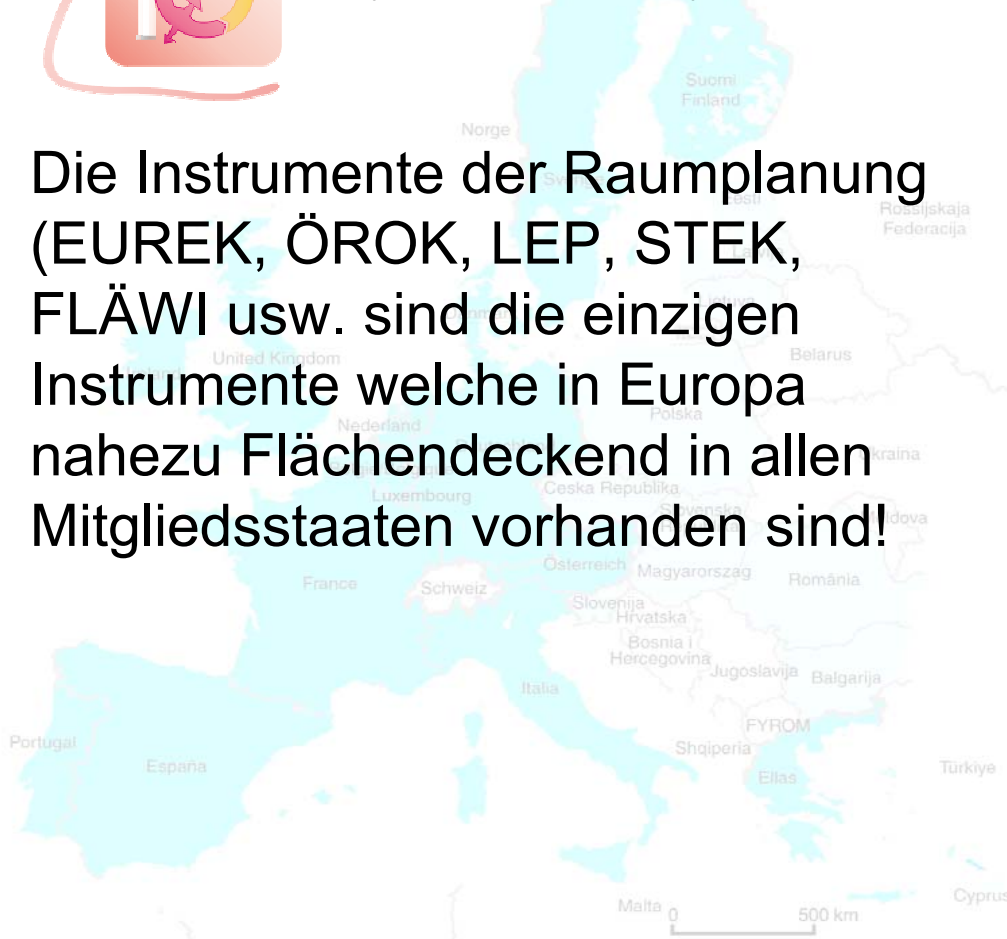 Suomi
Finland
Norge
Die Instrumente der Raumplanung
(EUREK, ÖROK, LEP, STEK,
FLÄWI usw. sind die einzigen
Instrumente welche in Europa
nahezu Flächendeckend in allen
Mitgliedsstaaten vorhanden sind!
Rossijskaja
Federacija
United Kingdom
Belarus
Nederland
Polska
Luxembourg
Ceska Republika
France
Schweiz
Österreich
Magyarorszag
România
Slovenija
Hrvatska
Bosnia i
Hercegovina
Jugoslavija
Balgarija
Italia
FYROM
Portugal
España
Shqiperia
Ellas
Türkiye
Malta
0 500 km
Cyprus